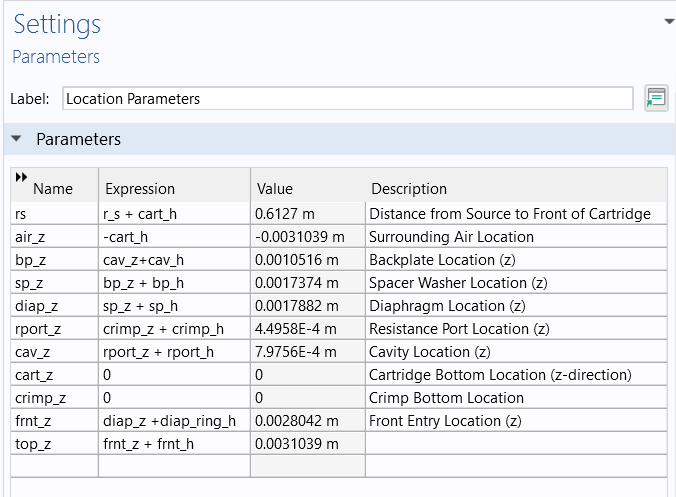 Settings
Parameters
Label: Location Parameters
Parameters
Name Expression Value Description
rs r_s + cart_h 0.6127 m Distance from Source to Front of Cartridge
air_z -cart_h -0.0031039 m Surrounding Air Location
bp_z cav_z+cav_h 0.0010516 m Backplate Location (z)
sp_z bp_z + bp_h 0.0017374 m Spacer Washer Location (z)
diap_z sp_z + sp_h 0.0017882 m Diaphragm Location (z)
rport_z crimp_z + crimp_h 4.4958E-4 m Resistance Port Location (z)
cav_z rport_z + rport_h 7.9756E-4 m Cavity Location (z)
cart_z 0 0 Cartridge Bottom Location (z-direction)
crimp_z 0 0 Crimp Bottom Location
frnt_z diap_z +diap_ring_h 0.0028042 m Front Entry Location (z)
top_z frnt_z + frnt_h 0.0031039 m